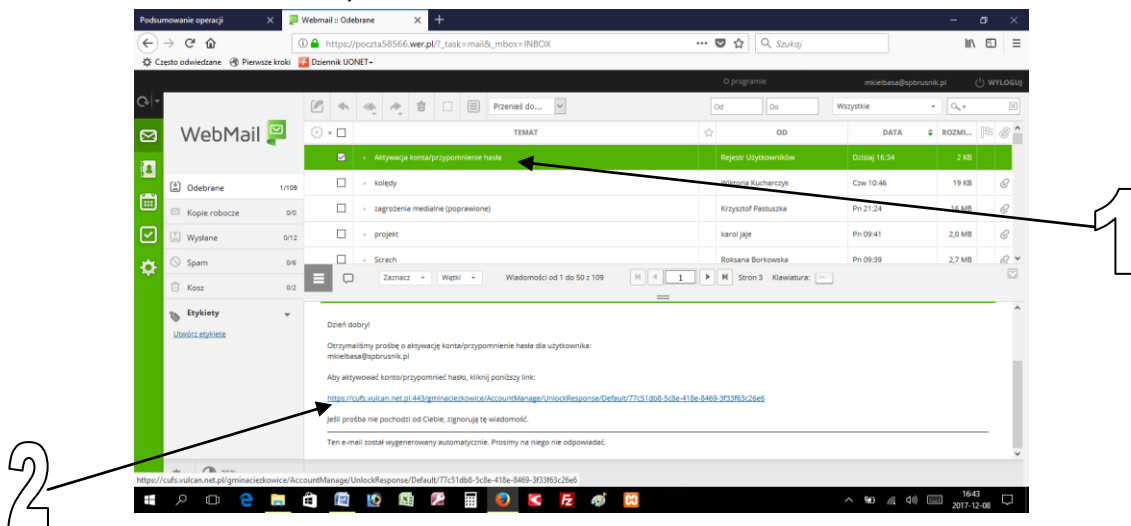 Podsumowanie operacji
Webmail :: Odebrane
https://poczta58566.wer.pl/?_task=mail&_mbox=INBOX
Szukaj
Często odwiedzane Pierwsze kroki Dziennik UONET+
O programie mkielbasa@spbrusnik.pl WYLOGUJ
Przenieś do... Od Do Wszystkie
WebMail
TEMAT OD DATA ROZMI...
Aktywacja konta/przypomnienie hasła Rejestr Użytkowników Dzisiaj 16:34 2 KB
kolędy Wiktoria Kucharczyk Czw 10:46 19 KB
zagrożenia medialne (poprawione) Krzysztof Pastuszka Pn 21:24 16 MB
projekt karol jaje Pn 09:41 2,0 MB
Scrach Roksana Borkowska Pn 09:39 2,7 MB
Odebrane 1/109
Kopie robocze 0/0
Wysłane 0/12
Spam 0/6
Kosz 0/2
Etykiety
Utwórz etykietę
Zaznacz Wątki Wiadomości od 1 do 50 z 109 1 Stron 3 Klawiatura:
Dzień dobry!
Otrzymaliśmy prośbę o aktywację konta/przypomnienie hasła dla użytkownika:
mkielbasa@spbrusnik.pl
Aby aktywować konto/przypomnieć hasło, kliknij poniższy link:
https://cufs.vulcan.net.pl:443/gminaciezkowice/AccountManage/UnlockResponse/Default/77c51db8-5c8e-418e-8469-3f33f63c26e6
Jeśli prośba nie pochodzi od Ciebie, zignoruj tę wiadomość.
Ten e-mail został wygenerowany automatycznie. Prosimy na niego nie odpowiadać.
https://cufs.vulcan.net.pl/gminaciezkowice/AccountManage/UnlockResponse/Default/77c51db8-5c8e-418e-8469-3f33f63c26e6
16:43
2017-12-08
1
2